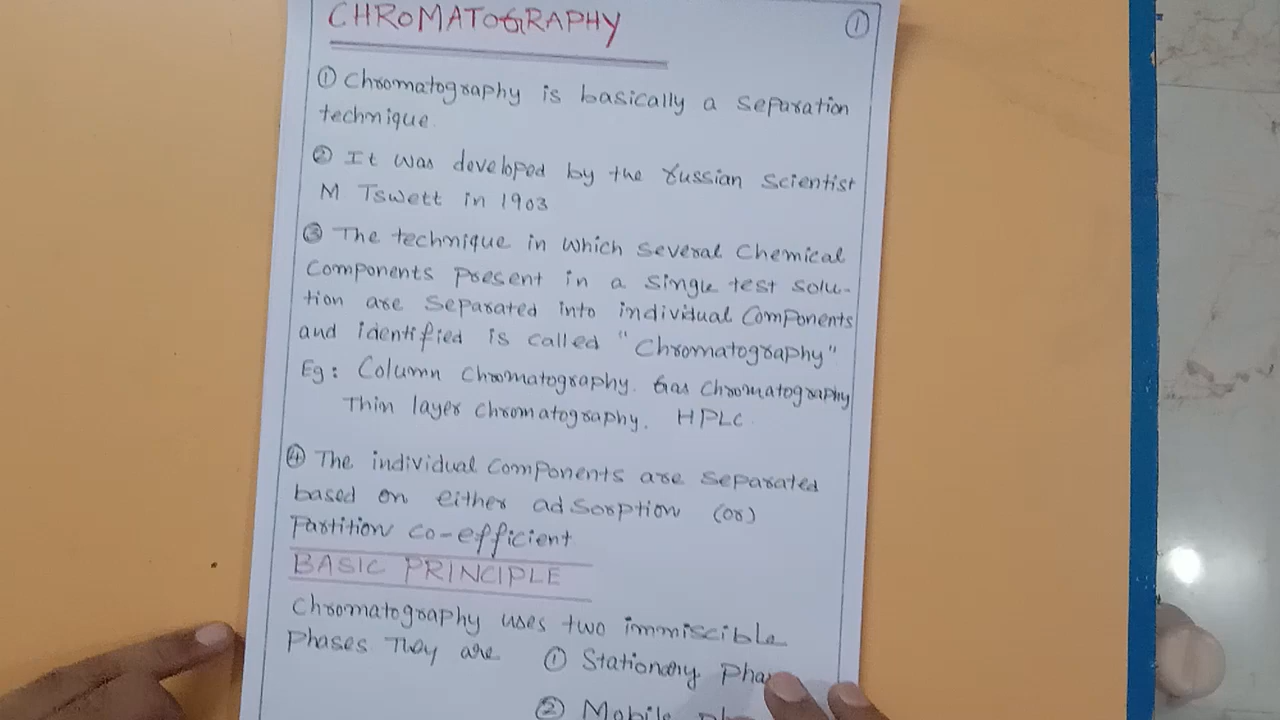 CHROMATOGRAPHY
①
① Chromatography is basically a separation
technique
② It was developed by the russian scientist
M Tswett in 1903
③ The technique in which several chemical
components present in a single test solu-
tion are separated into individual components
and identified is called "Chromatography"
Eg: Column chromatography. Gas chromatography
Thin layer chromatography. HPLC
④ The individual components are separated
based on either adsorption (or)
Partition co-efficient
BASIC PRINCIPLE
Chromatography uses two immiscible
phases They are ① Stationary
② Mobile